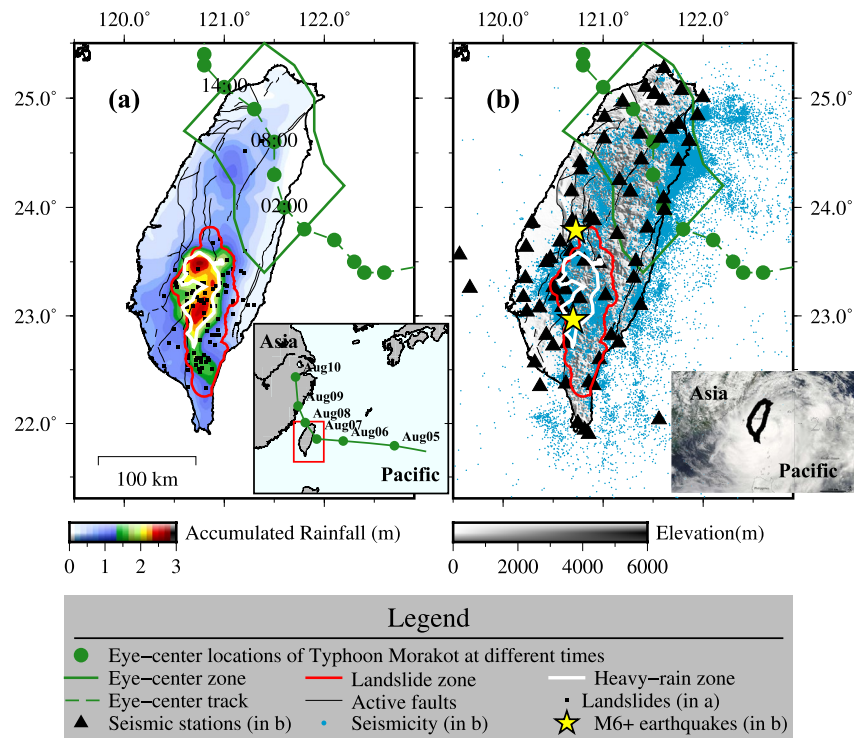 120.0° 121.0° 122.0° 120.0° 121.0° 122.0°
25.0°
24.0°
23.0°
22.0°
100 km
(a)
14:00
08:00
02:00
Asia
Aug10
Aug09
Aug08
Aug07
Aug06
Aug05
Pacific
25.0°
24.0°
23.0°
22.0°
(b)
Asia
Pacific
Accumulated Rainfall (m)
0 1 2 3
Elevation(m)
0 2000 4000 6000
Legend
Eye−center locations of Typhoon Morakot at different times
Eye−center zone Landslide zone Heavy−rain zone
Eye−center track Active faults Landslides (in a)
Seismic stations (in b) Seismicity (in b) M6+ earthquakes (in b)